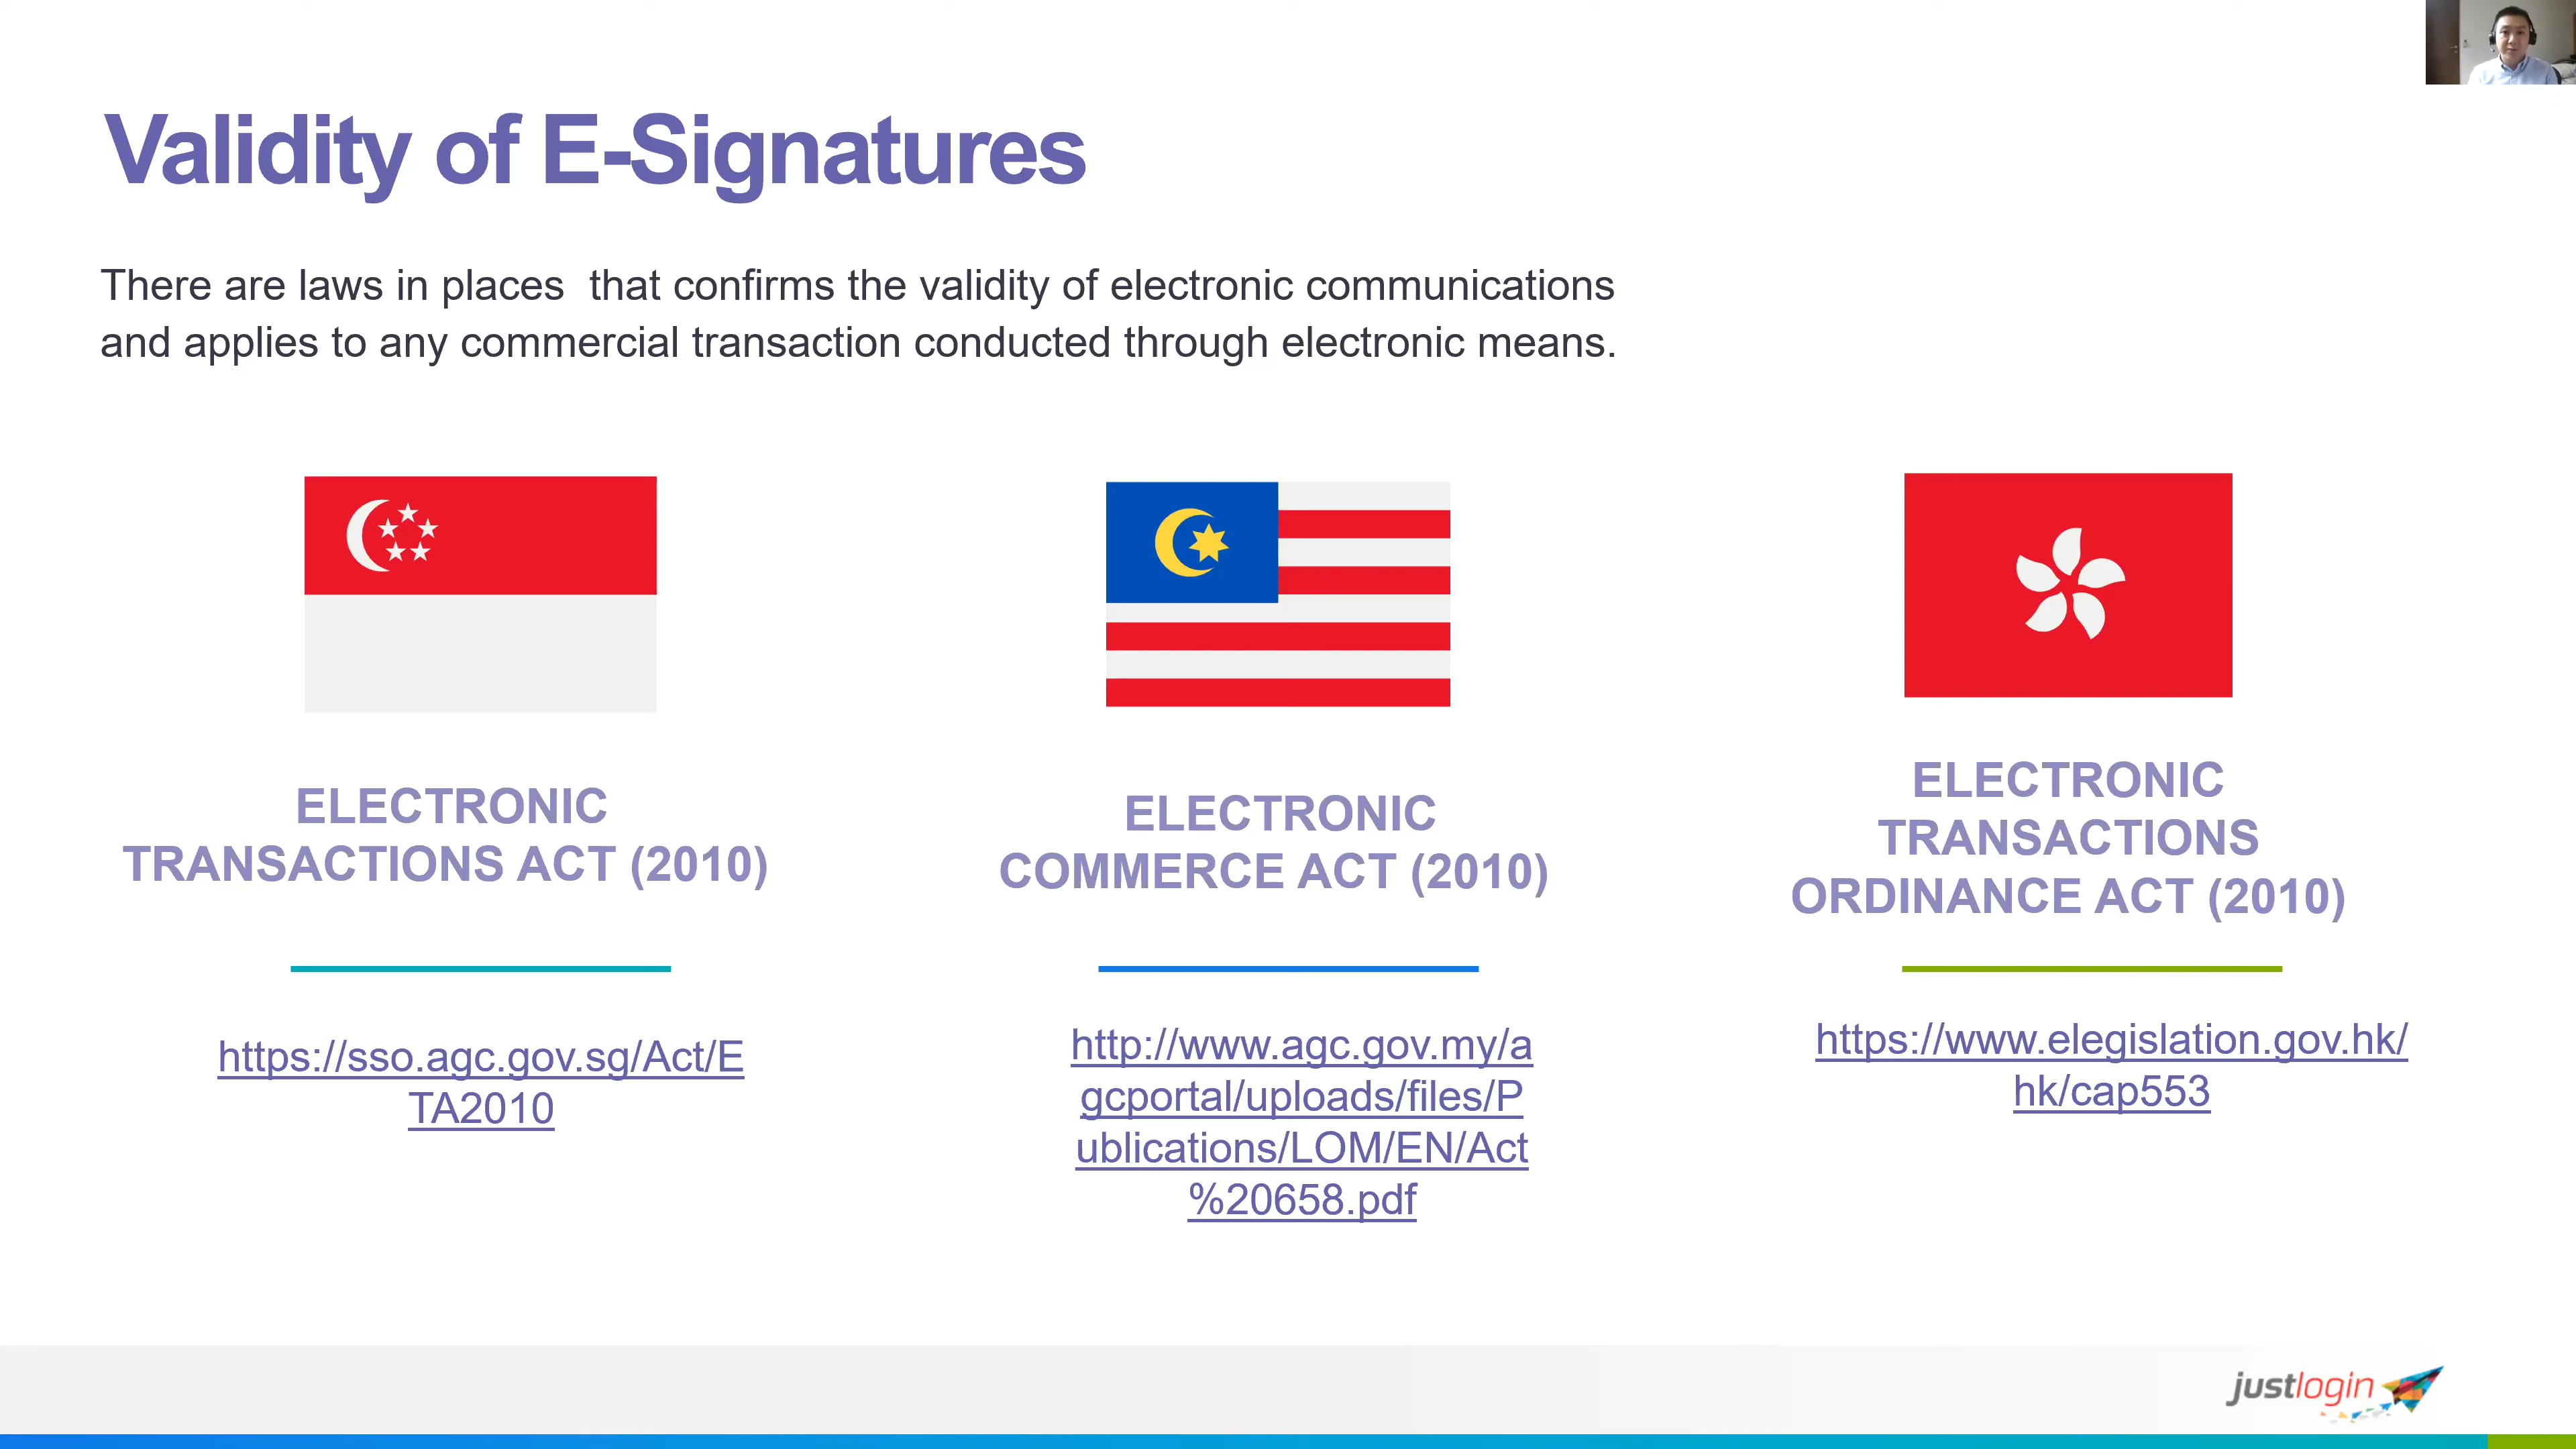 Validity of E-Signatures
There are laws in places  that confirms the validity of electronic communications
and applies to any commercial transaction conducted through electronic means.
ELECTRONIC
TRANSACTIONS ACT (2010)
https://sso.agc.gov.sg/Act/E
TA2010
ELECTRONIC
COMMERCE ACT (2010)
http://www.agc.gov.my/a
gcportal/uploads/files/P
ublications/LOM/EN/Act
%20658.pdf
ELECTRONIC
TRANSACTIONS
ORDINANCE ACT (2010)
https://www.elegislation.gov.hk/
hk/cap553
justlogin